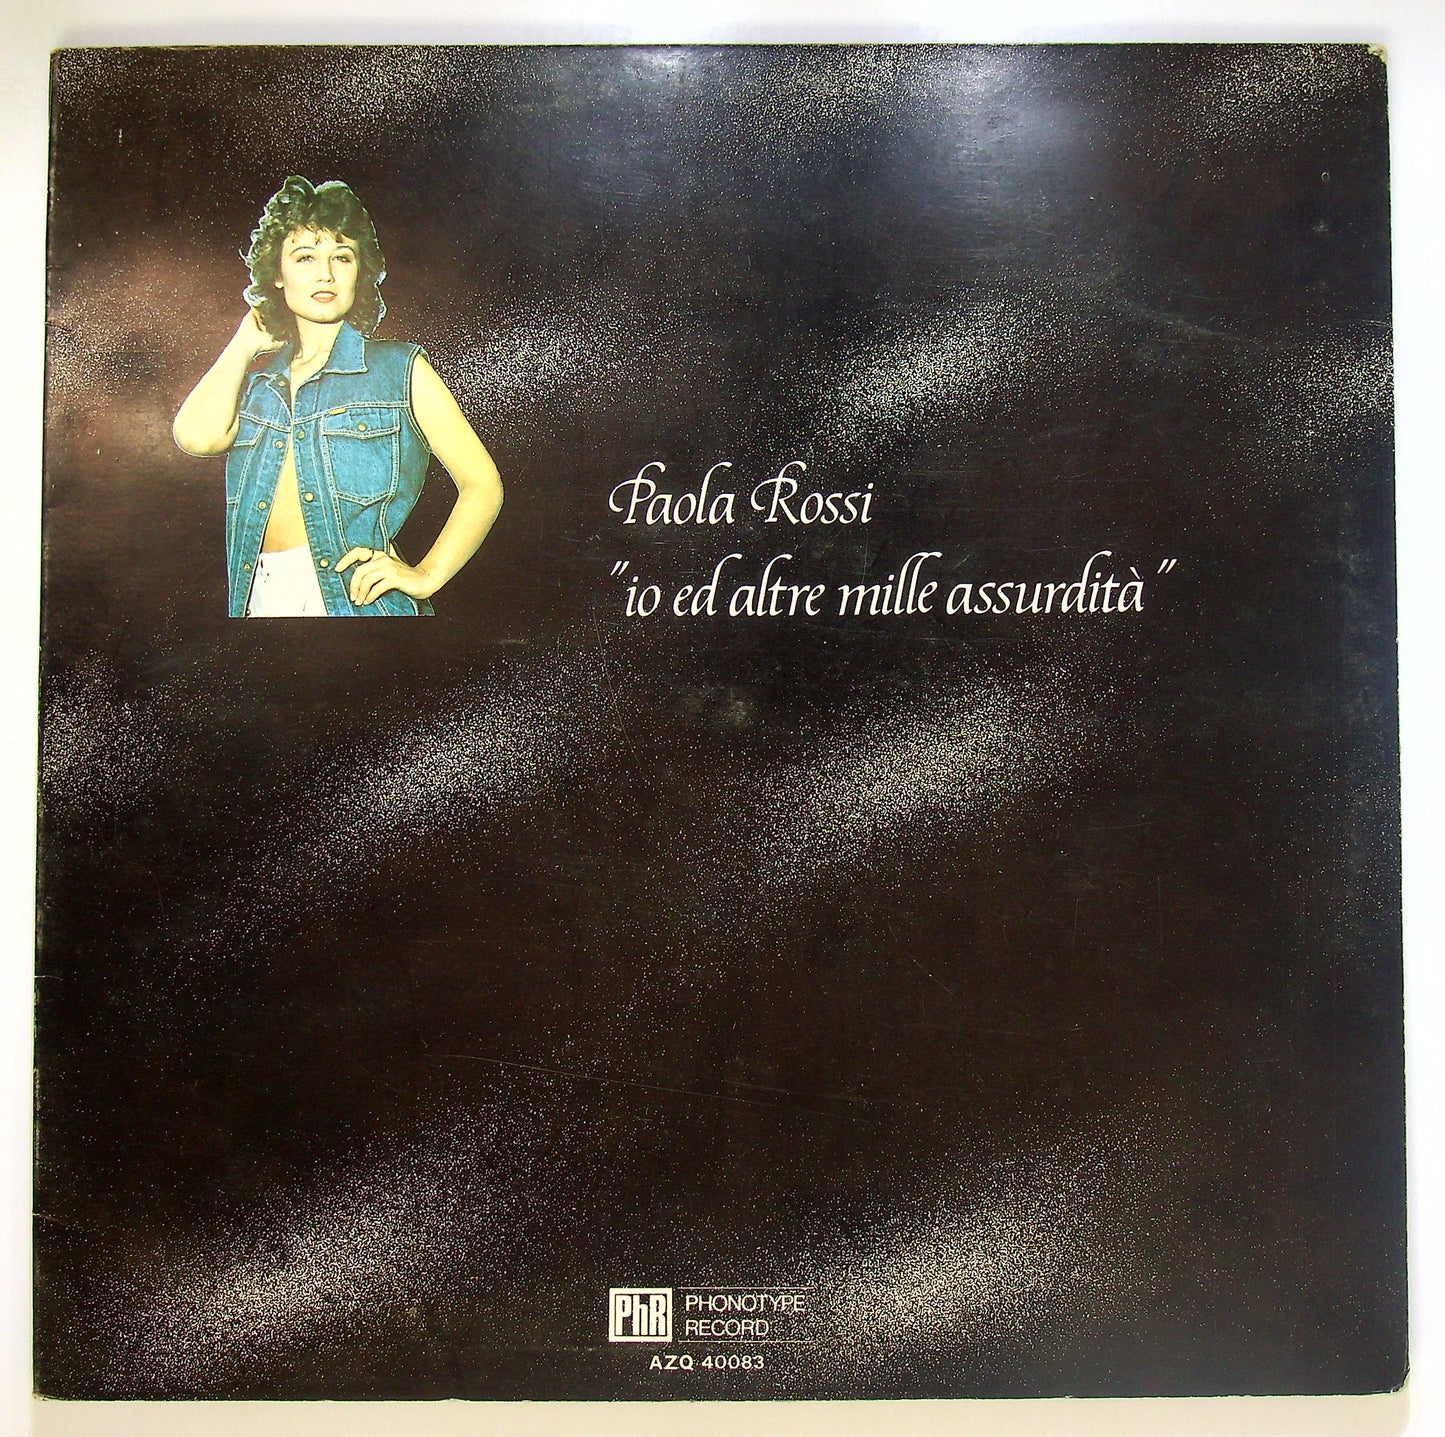 Paola Rossi
"io ed altre mille assurdità"
PhR
PHONOTYPE
RECORD
AZQ 40083